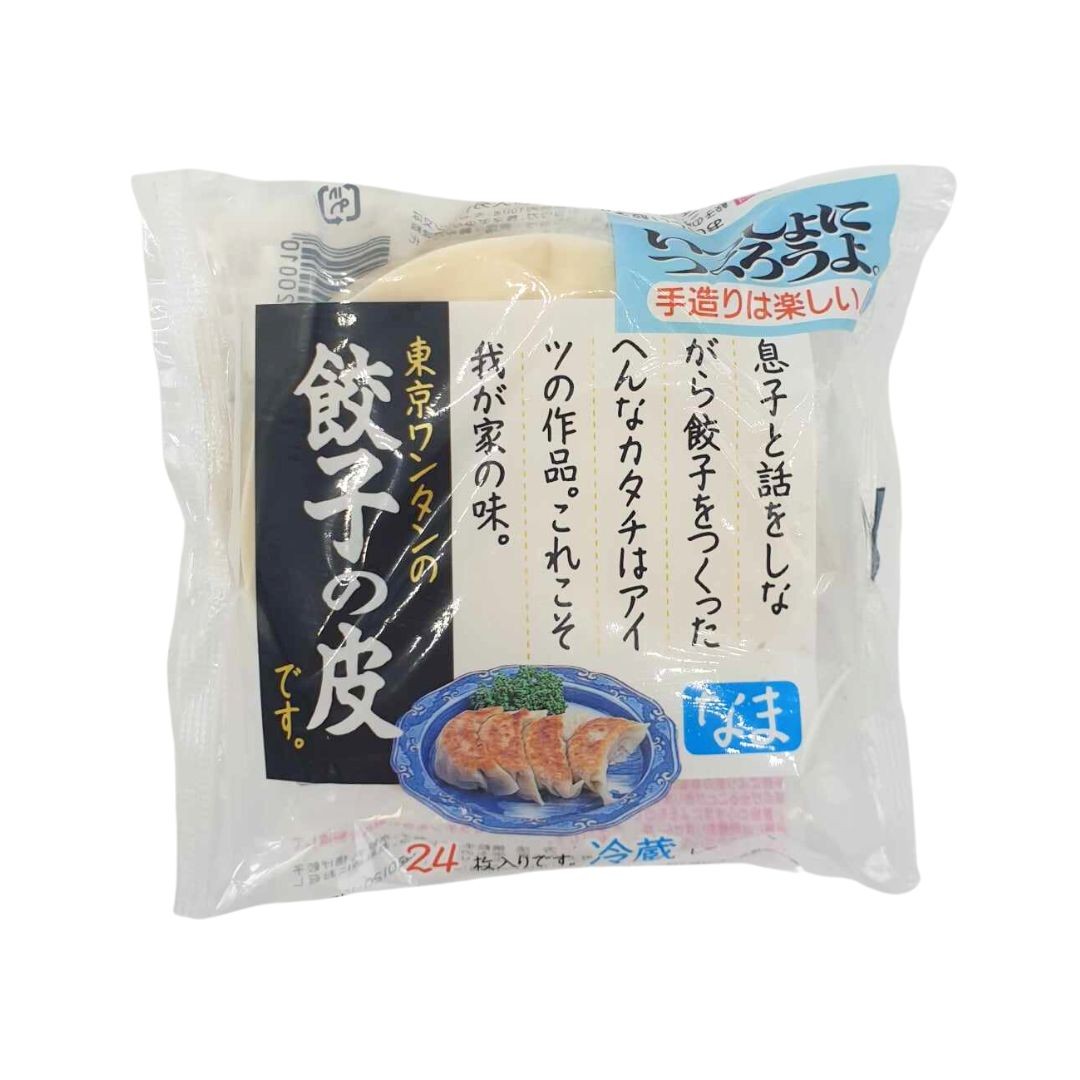 いっしょに
つくろうよ。
手造りは楽しい
息子と話をしな
がら餃子をつくった
へんなカタチはアイ
ツの作品。これこそ
我が家の味。
東京ワンタンの
餃子の皮
です。
なま
24枚入りです。
冷蔵
プラ
20010